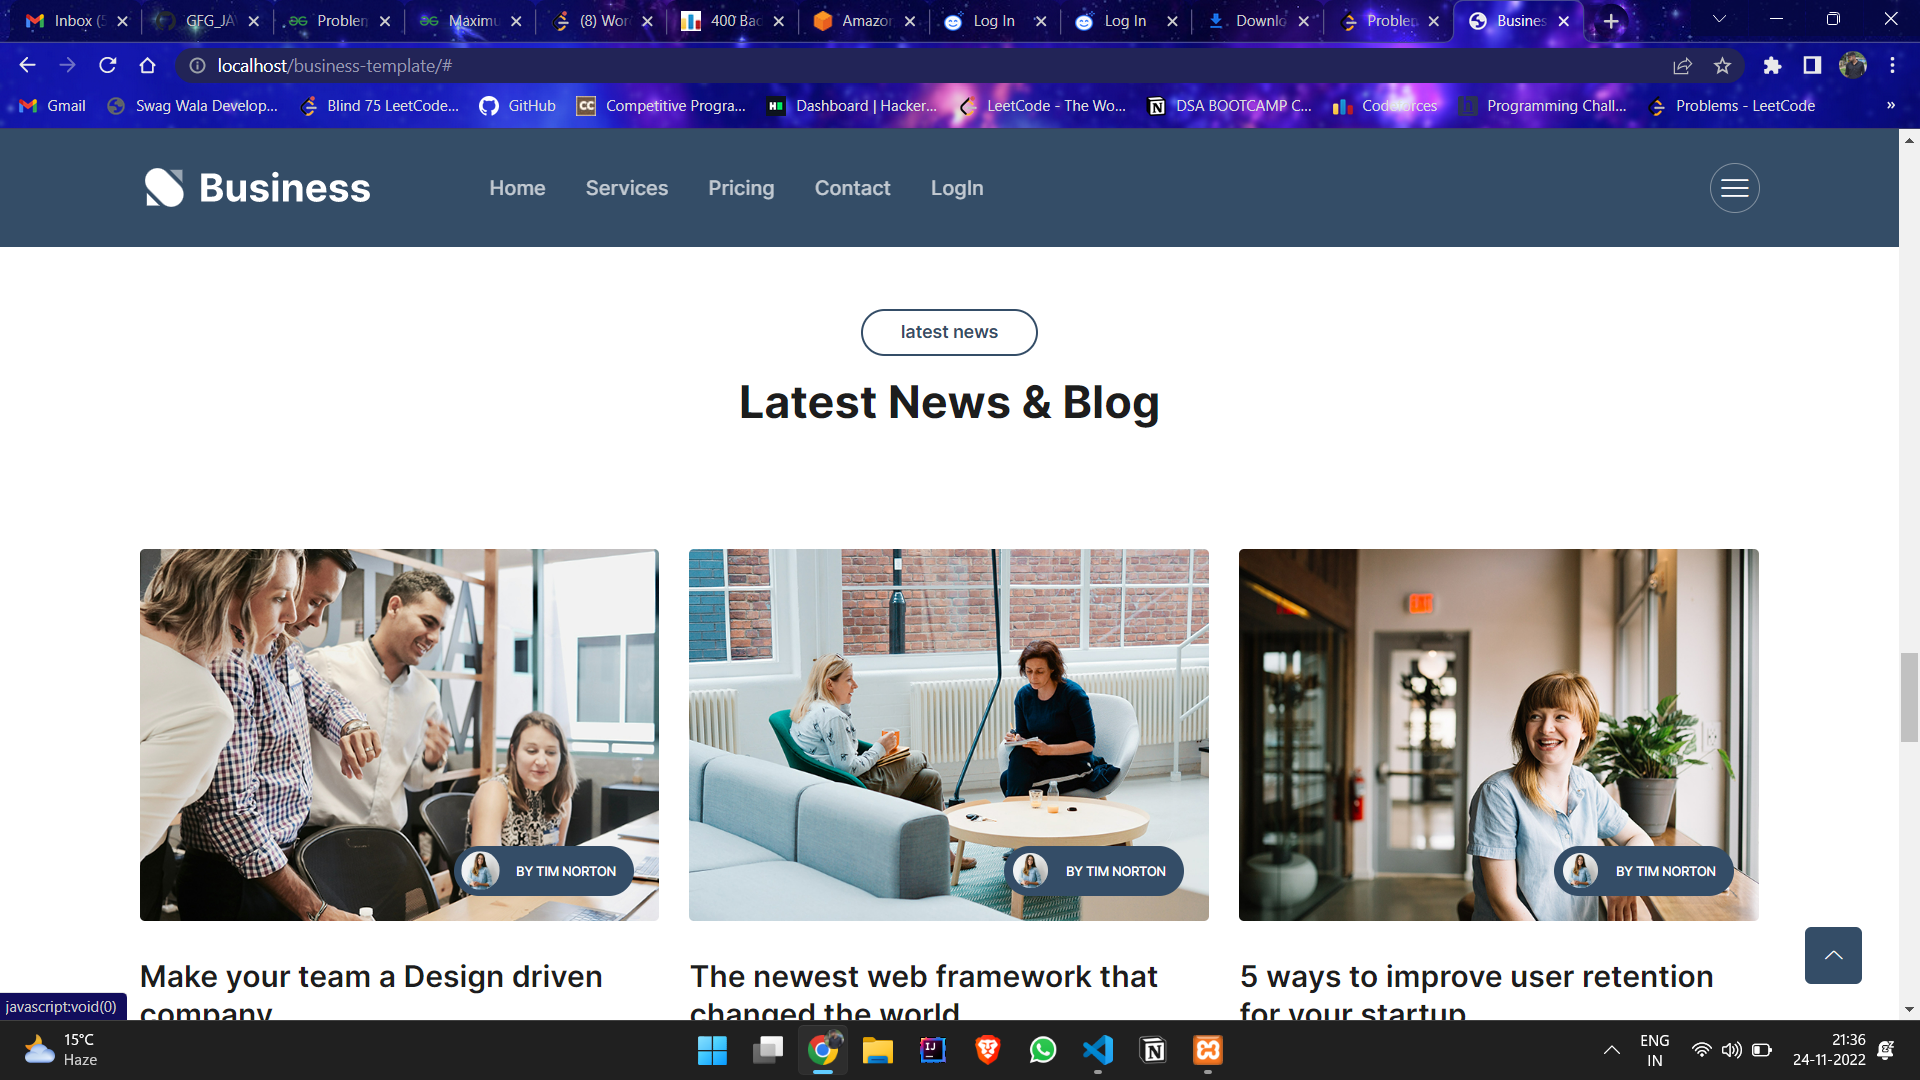 Inbox (5
GFG_JA
Problem
Maximu
(8) Wor
400 Bad
Amazon
Log In
Log In
Downlo
Problem
Busines
localhost/business-template/#
Gmail
Swag Wala Develop...
Blind 75 LeetCode...
GitHub
Competitive Progra...
Dashboard | Hacker...
LeetCode - The Wo...
DSA BOOTCAMP C...
Codeforces
Programming Chall...
Problems - LeetCode
»
Business
Home
Services
Pricing
Contact
LogIn
latest news
Latest News & Blog
BY TIM NORTON
BY TIM NORTON
BY TIM NORTON
Make your team a Design driven
company
The newest web framework that
changed the world
5 ways to improve user retention
for your startup
javascript:void(0)
15°C
Haze
ENG
IN
21:36
24-11-2022